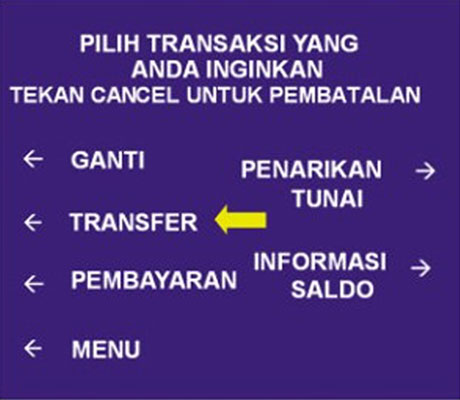 PILIH TRANSAKSI YANG
ANDA INGINKAN
TEKAN CANCEL UNTUK PEMBATALAN
GANTI
TRANSFER
PEMBAYARAN
MENU
PENARIKAN
TUNAI
INFORMASI
SALDO